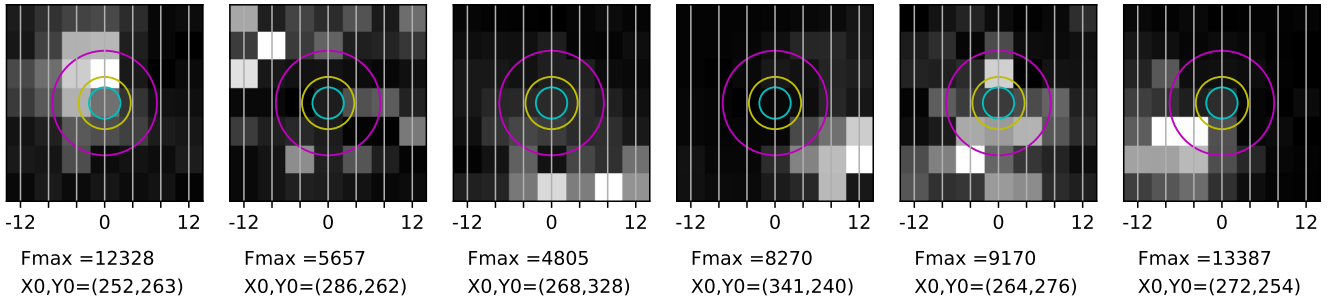 -12 0 12 -12 0 12 -12 0 12 -12 0 12 -12 0 12 -12 0 12
Fmax =12328 Fmax =5657 Fmax =4805 Fmax =8270 Fmax =9170 Fmax =13387
X0,Y0=(252,263) X0,Y0=(286,262) X0,Y0=(268,328) X0,Y0=(341,240) X0,Y0=(264,276) X0,Y0=(272,254)